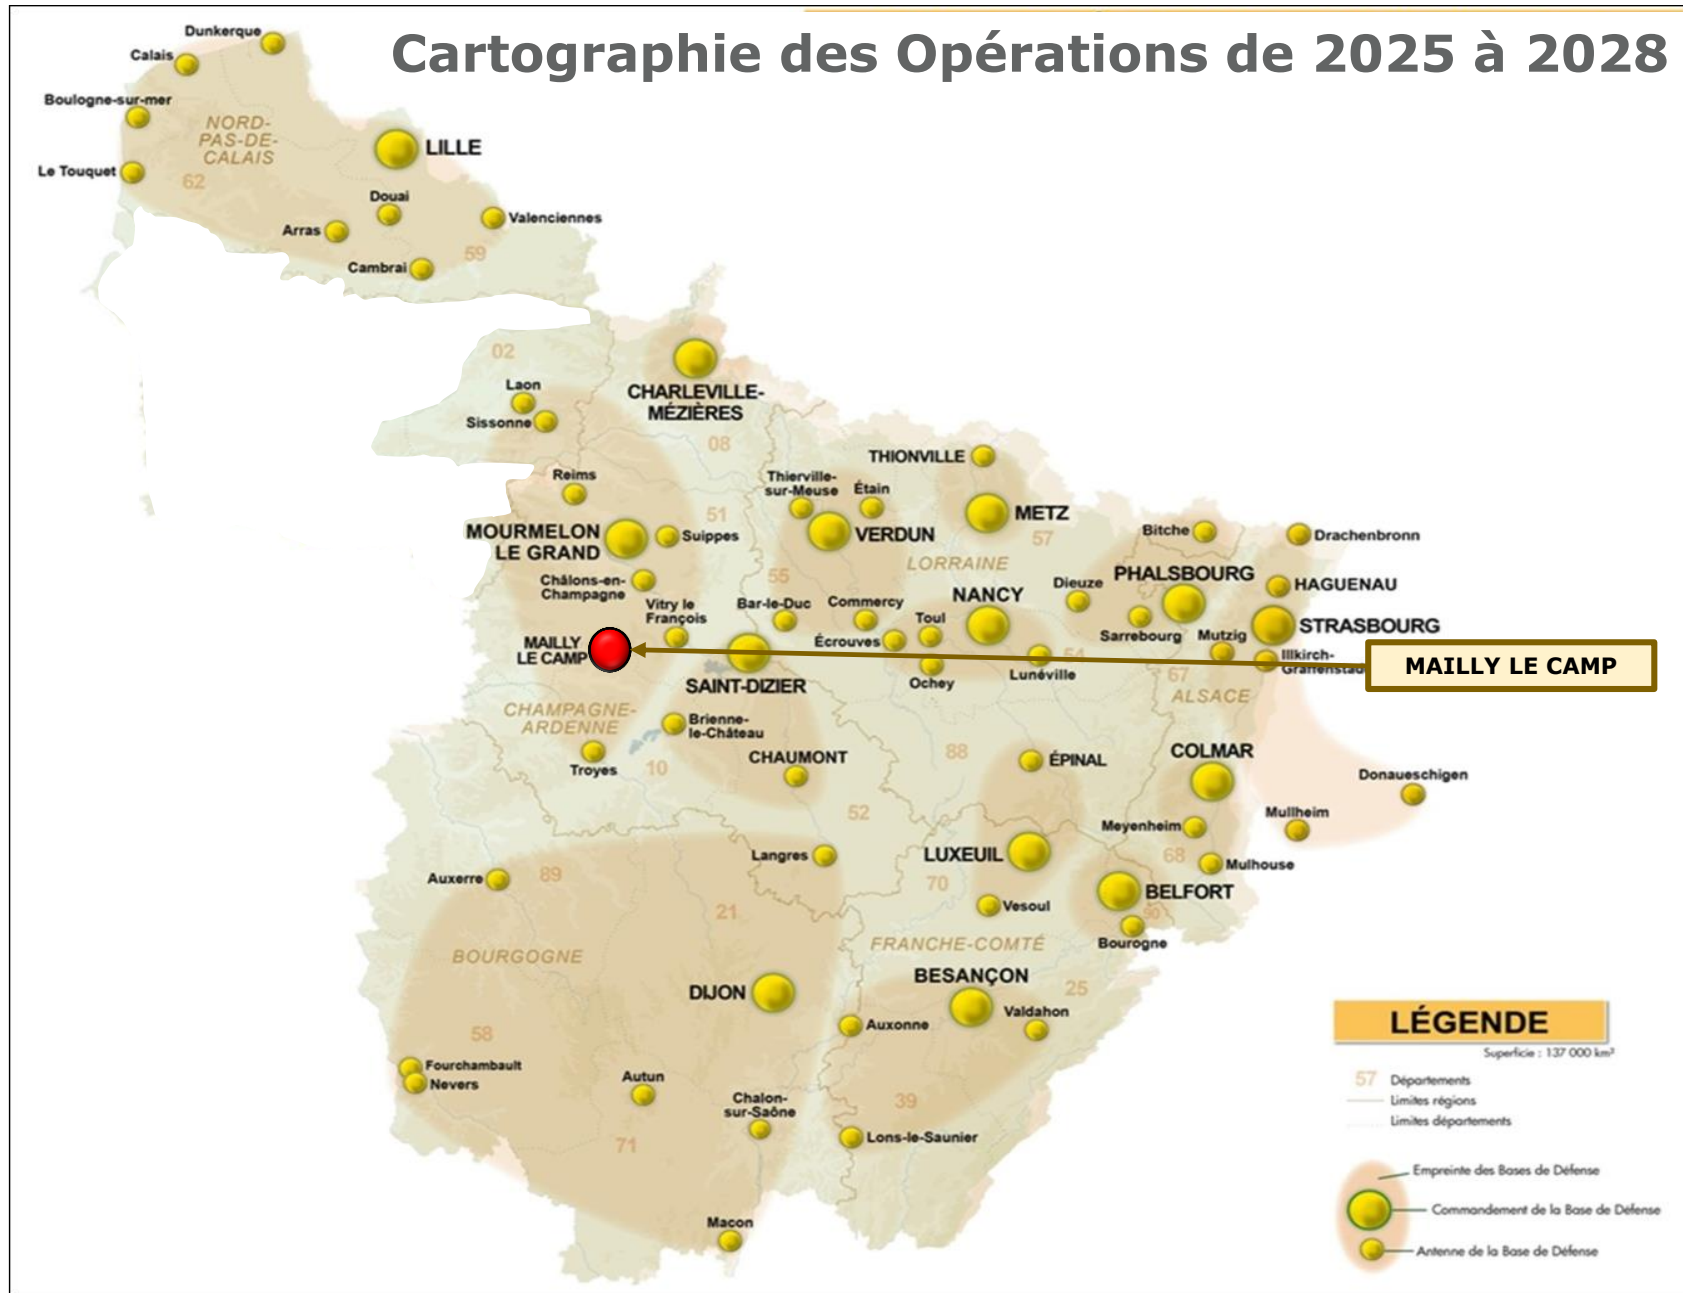 Cartographie des Opérations de 2025 à 2028
Dunkerque
Calais
Boulogne-sur-mer
NORD-
PAS-DE-
CALAIS
LILLE
Le Touquet
62
Douai
Arras
Valenciennes
59
Cambrai
02
Laon
Sissonne
CHARLEVILLE-
MÉZIÈRES
08
Reims
THIONVILLE
Thierville-
sur-Meuse
Étain
51
MOURMELON
LE GRAND
Suippes
VERDUN
METZ
57
Bitche
Drachenbronn
LORRAINE
Châlons-en-
Champagne
55
Dieuze
PHALSBOURG
HAGUENAU
Vitry le
François
Bar-le-Duc
Commercy
NANCY
Toul
Écrouves
Sarrebourg
Mutzig
STRASBOURG
MAILLY
LE CAMP
SAINT-DIZIER
Ochey
54
Lunéville
Illkirch-
Graffenstad
MAILLY LE CAMP
67
ALSACE
CHAMPAGNE-
ARDENNE
Brienne-
le-Château
Troyes
10
CHAUMONT
88
ÉPINAL
COLMAR
Donaueschigen
52
Meyenheim
Mullheim
Langres
LUXEUIL
68
Mulhouse
Auxerre
89
70
BELFORT
90
Vesoul
21
Bourogne
BOURGOGNE
FRANCHE-COMTÉ
DIJON
BESANÇON
25
Valdahon
Auxonne
58
Fourchambault
Nevers
Autun
Chalon-
sur-Saône
39
71
Lons-le-Saunier
Macon
LÉGENDE
Superficie : 137 000 km²
57 Départements
Limites régions
Limites départements
Empreinte des Bases de Défense
Commandement de la Base de Défense
Antenne de la Base de Défense